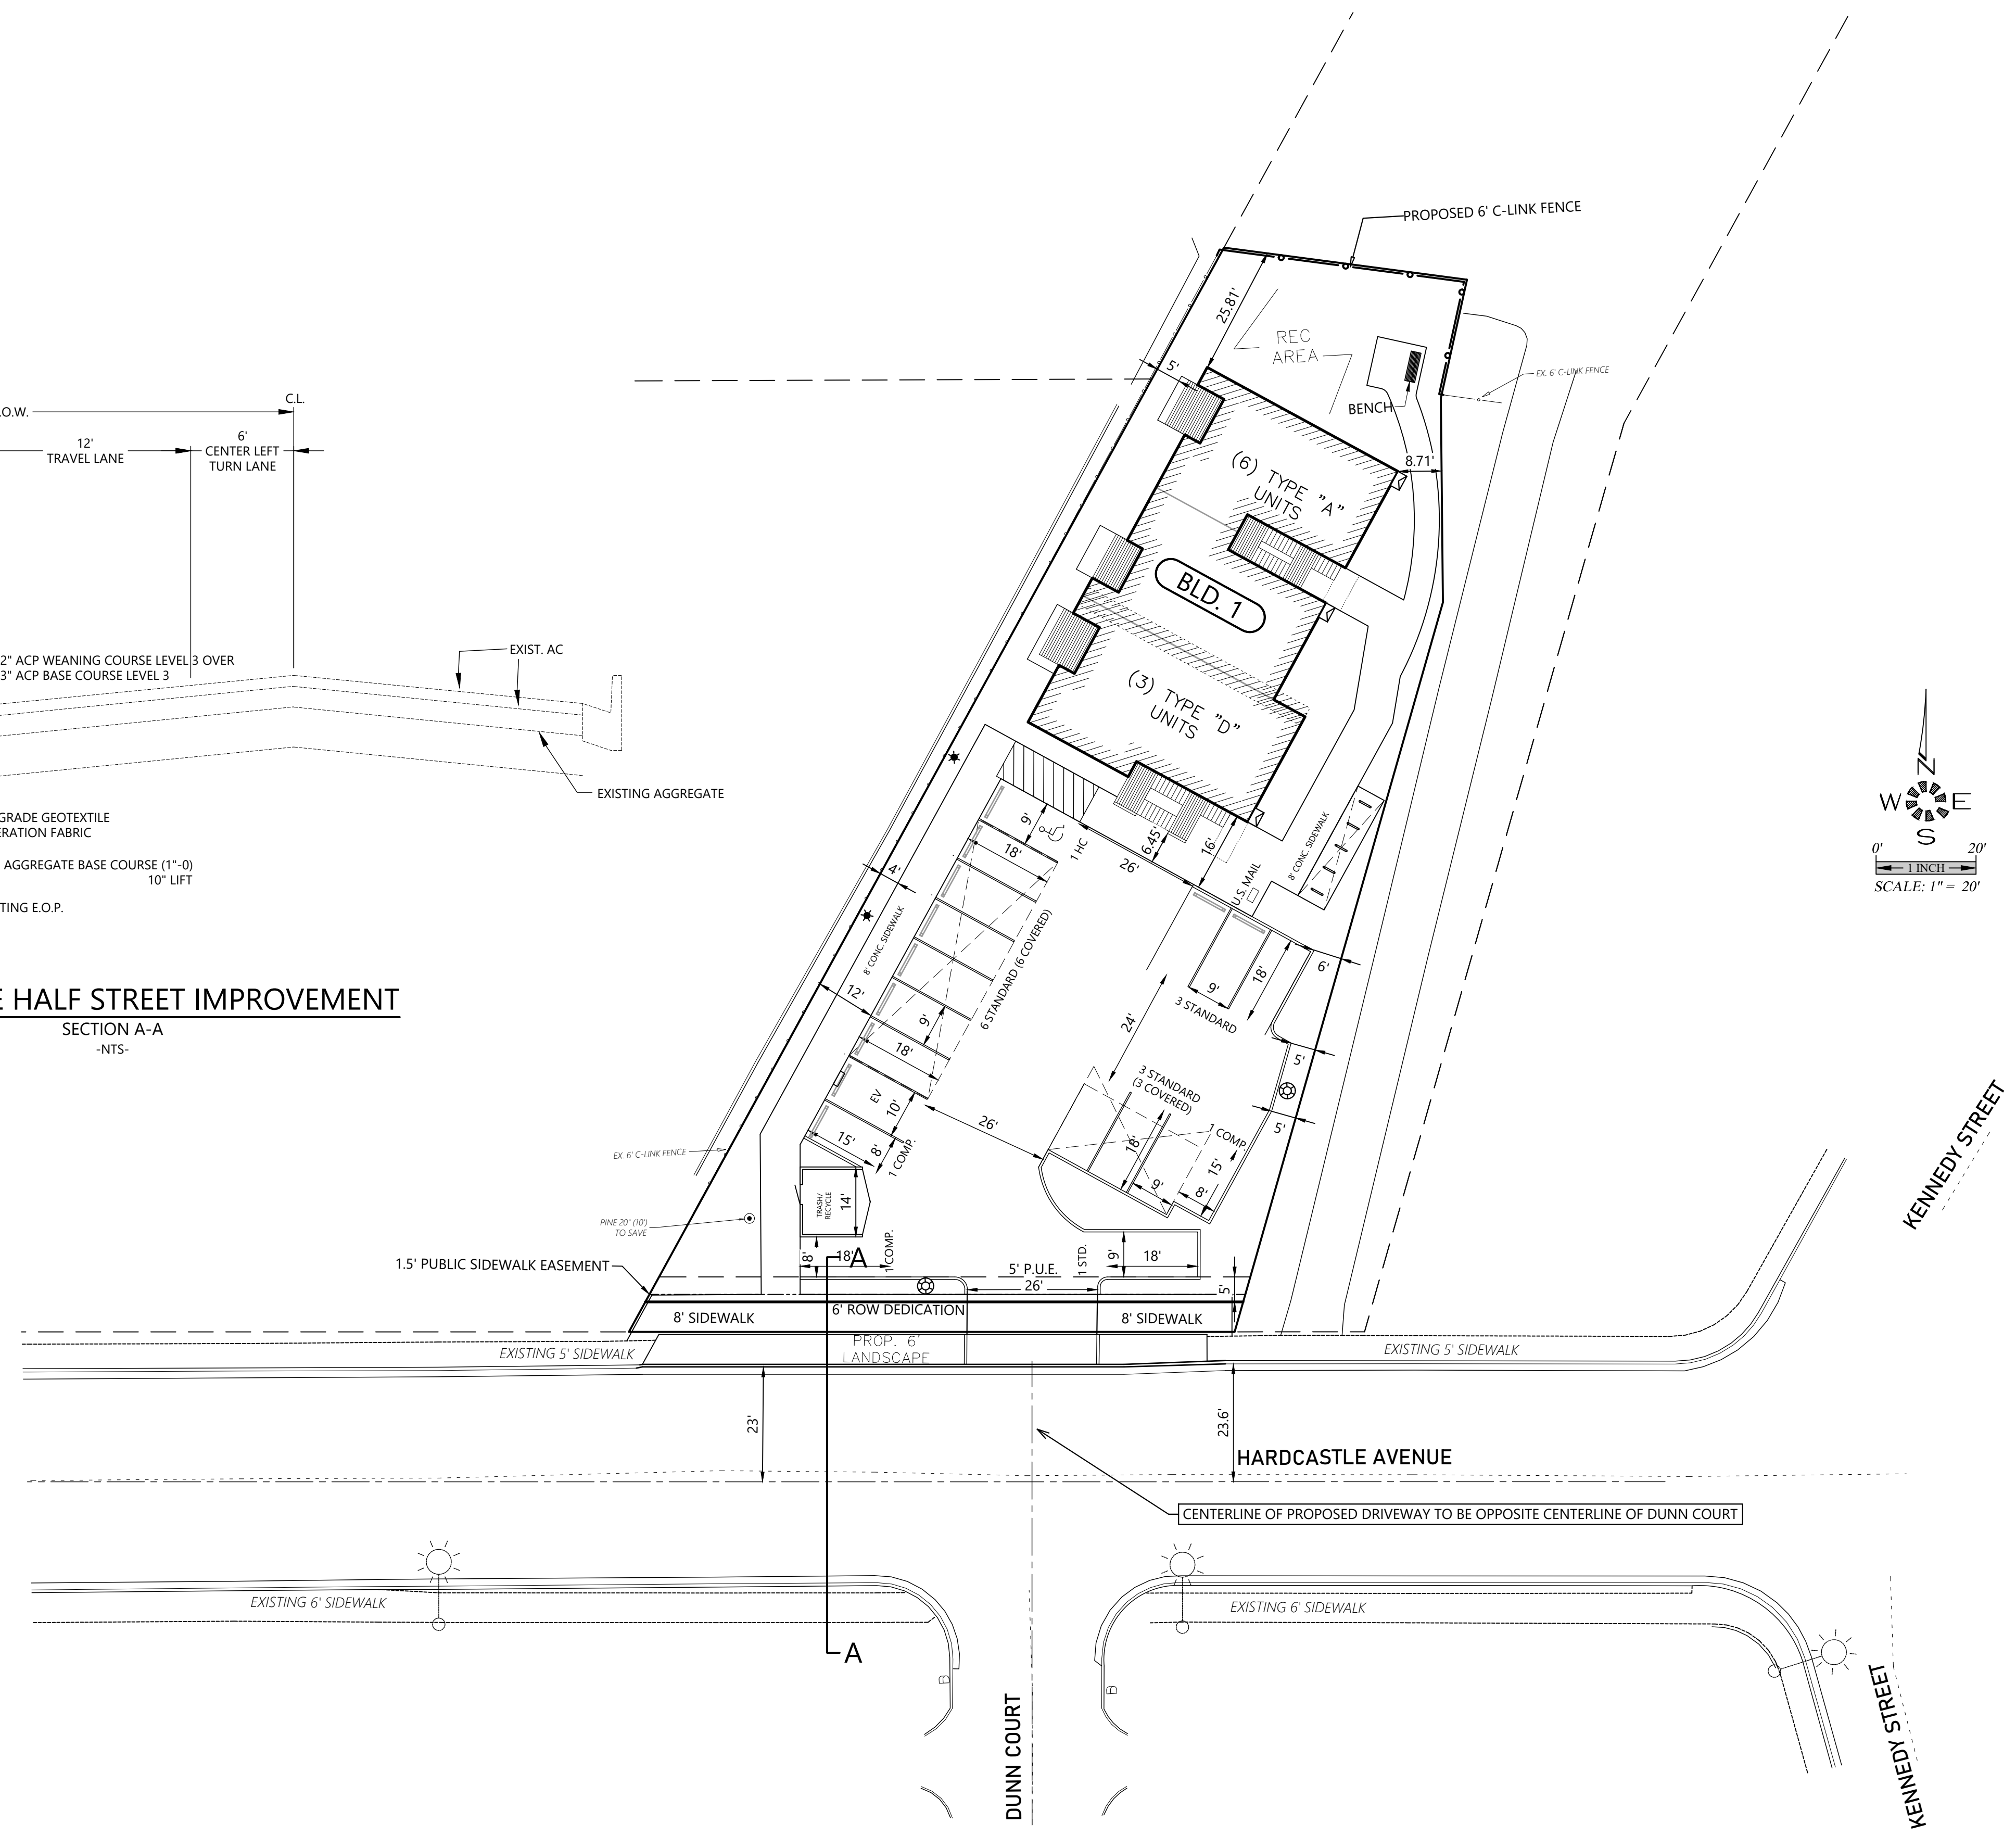 PROPOSED 6' C-LINK FENCE
25.81'
REC
AREA
5'
EX. 6' C-LINK FENCE
BENCH
8.71'
(6) TYPE "A"
UNITS
BLD. 1
(3) TYPE "D"
UNITS
C.L.
O.W.
12'
TRAVEL LANE
6'
CENTER LEFT
TURN LANE
2" ACP WEANING COURSE LEVEL 3 OVER
3" ACP BASE COURSE LEVEL 3
EXIST. AC
EXISTING AGGREGATE
GRADE GEOTEXTILE
ERATION FABRIC
AGGREGATE BASE COURSE (1"-0)
10" LIFT
TING E.O.P.
E HALF STREET IMPROVEMENT
SECTION A-A
-NTS-
N
W E
S
0' 20'
1 INCH
SCALE: 1" = 20'
9'
18'
1 HC
26'
6.45'
16'
U.S. MAIL
8' CONC. SIDEWALK
4'
8' CONC. SIDEWALK
6 STANDARD (6 COVERED)
12'
9'
18'
9'
18'
3 STANDARD
6'
24'
5'
3 STANDARD
(3 COVERED)
EV
10'
26'
15'
8'
1 COMP.
18'
9'
1 COMP.
15'
8'
5'
EX. 6' C-LINK FENCE
TRASH/
RECYCLE
14'
PINE 20" (10')
TO SAVE
8'
18'
1 COMP.
A
1 STD.
9'
18'
1.5' PUBLIC SIDEWALK EASEMENT
5' P.U.E.
26'
5'
8' SIDEWALK
6' ROW DEDICATION
8' SIDEWALK
EXISTING 5' SIDEWALK
PROP. 6'
LANDSCAPE
EXISTING 5' SIDEWALK
KENNEDY STREET
23'
23.6'
HARDCASTLE AVENUE
CENTERLINE OF PROPOSED DRIVEWAY TO BE OPPOSITE CENTERLINE OF DUNN COURT
EXISTING 6' SIDEWALK
EXISTING 6' SIDEWALK
A
DUNN COURT
KENNEDY STREET